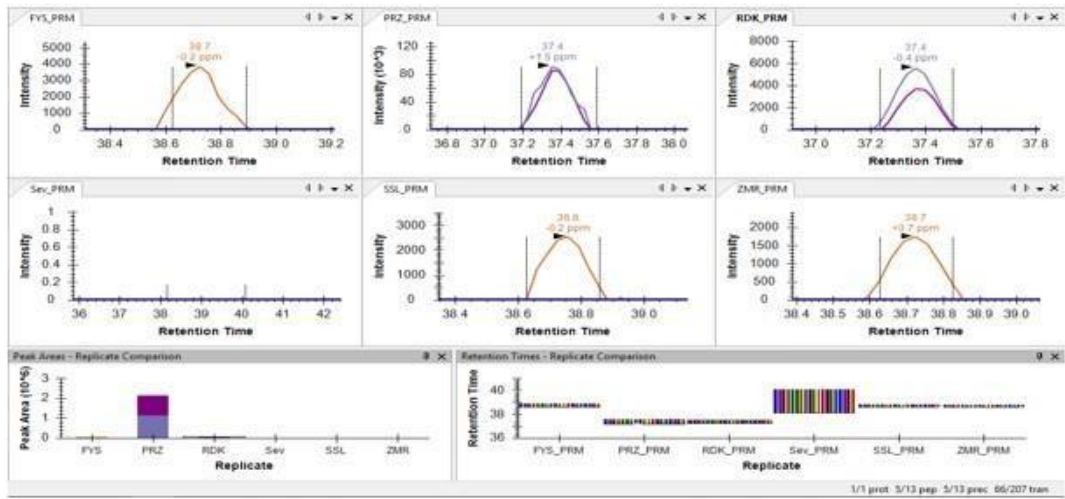 FYS_PRM
PRZ_PRM
RDK_PRM
5000
4000
3000
2000
1000
0
Intensity
38.7
-0.2 ppm
38.4 38.6 38.8 39.0 39.2
Retention Time
120
80
40
0
Intensity (10^3)
37.4
+1.5 ppm
36.6 36.8 37.0 37.2 37.4 37.6 37.8 38.0
Retention Time
8000
6000
4000
2000
0
Intensity
37.4
-0.4 ppm
37.0 37.2 37.4 37.6 37.8
Retention Time
Sev_PRM
SSL_PRM
ZMR_PRM
1
0.8
0.6
0.4
0.2
0
Intensity
36 37 38 39 40 41 42
Retention Time
3000
2000
1000
0
Intensity
38.8
-0.2 ppm
38.4 38.6 38.8 39.0
Retention Time
2000
1500
1000
500
0
Intensity
38.7
+0.7 ppm
38.4 38.5 38.6 38.7 38.8 38.9 39.0
Retention Time
Peak Areas - Replicate Comparison
Retention Times - Replicate Comparison
3
2
1
0
Peak Area (10^6)
FYS PRZ RDK Sev SSL ZMR
Replicate
40
38
36
Retention Time
FYS_PRM PRZ_PRM RDK_PRM Sev_PRM SSL_PRM ZMR_PRM
Replicate
1/1 prot 5/13 pep 5/13 prec 66/207 tran